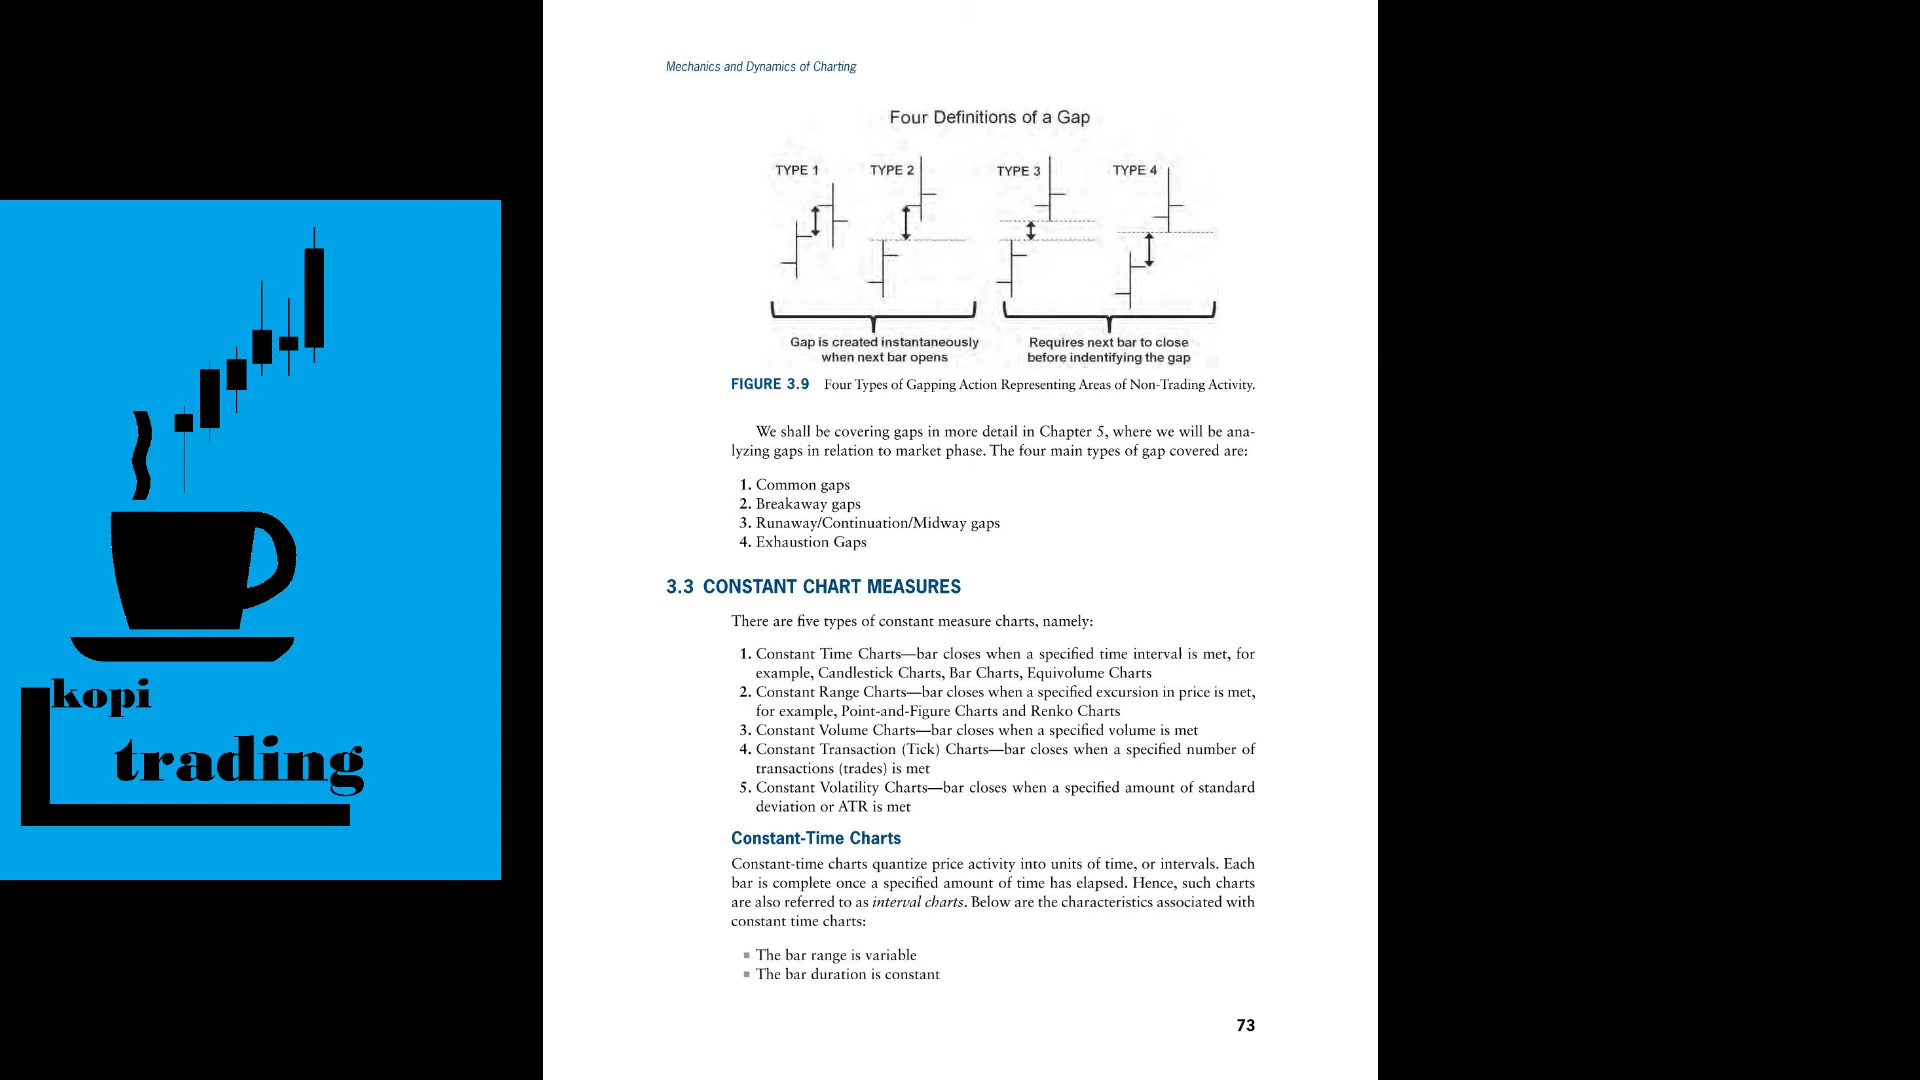 kopi
trading
Mechanics and Dynamics of Charting
Four Definitions of a Gap
TYPE 1
TYPE 2
TYPE 3
TYPE 4
Gap is created instantaneously
when next bar opens
Requires next bar to close
before indentifying the gap
FIGURE 3.9 Four Types of Gapping Action Representing Areas of Non-Trading Activity.
We shall be covering gaps in more detail in Chapter 5, where we will be ana-
lyzing gaps in relation to market phase. The four main types of gap covered are:
1. Common gaps
2. Breakaway gaps
3. Runaway/Continuation/Midway gaps
4. Exhaustion Gaps
3.3 CONSTANT CHART MEASURES
There are five types of constant measure charts, namely:
1. Constant Time Charts—bar closes when a specified time interval is met, for
example, Candlestick Charts, Bar Charts, Equivolume Charts
2. Constant Range Charts—bar closes when a specified excursion in price is met,
for example, Point-and-Figure Charts and Renko Charts
3. Constant Volume Charts—bar closes when a specified volume is met
4. Constant Transaction (Tick) Charts—bar closes when a specified number of
transactions (trades) is met
5. Constant Volatility Charts—bar closes when a specified amount of standard
deviation or ATR is met
Constant-Time Charts
Constant-time charts quantize price activity into units of time, or intervals. Each
bar is complete once a specified amount of time has elapsed. Hence, such charts
are also referred to as interval charts. Below are the characteristics associated with
constant time charts:
■ The bar range is variable
■ The bar duration is constant
73